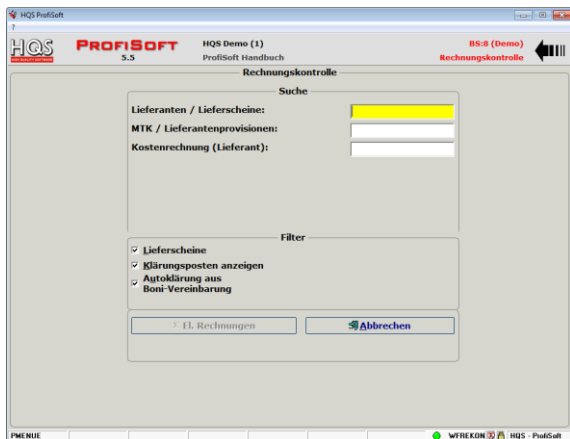 HQS ProfiSoft
?
HQS
PROFISOFT
5.5
HQS Demo (1)
ProfiSoft Handbuch
BS:8 (Demo)
Rechnungskontrolle
Rechnungskontrolle
Suche
Lieferanten / Lieferscheine:
MTK / Lieferantenprovisionen:
Kostenrechnung (Lieferant):
Filter
Lieferscheine
Klärungsposten anzeigen
Autoklärung aus
Boni-Vereinbarung
El. Rechnungen
Abbrechen
PMENUE
WFREKON
HQS - ProfiSoft